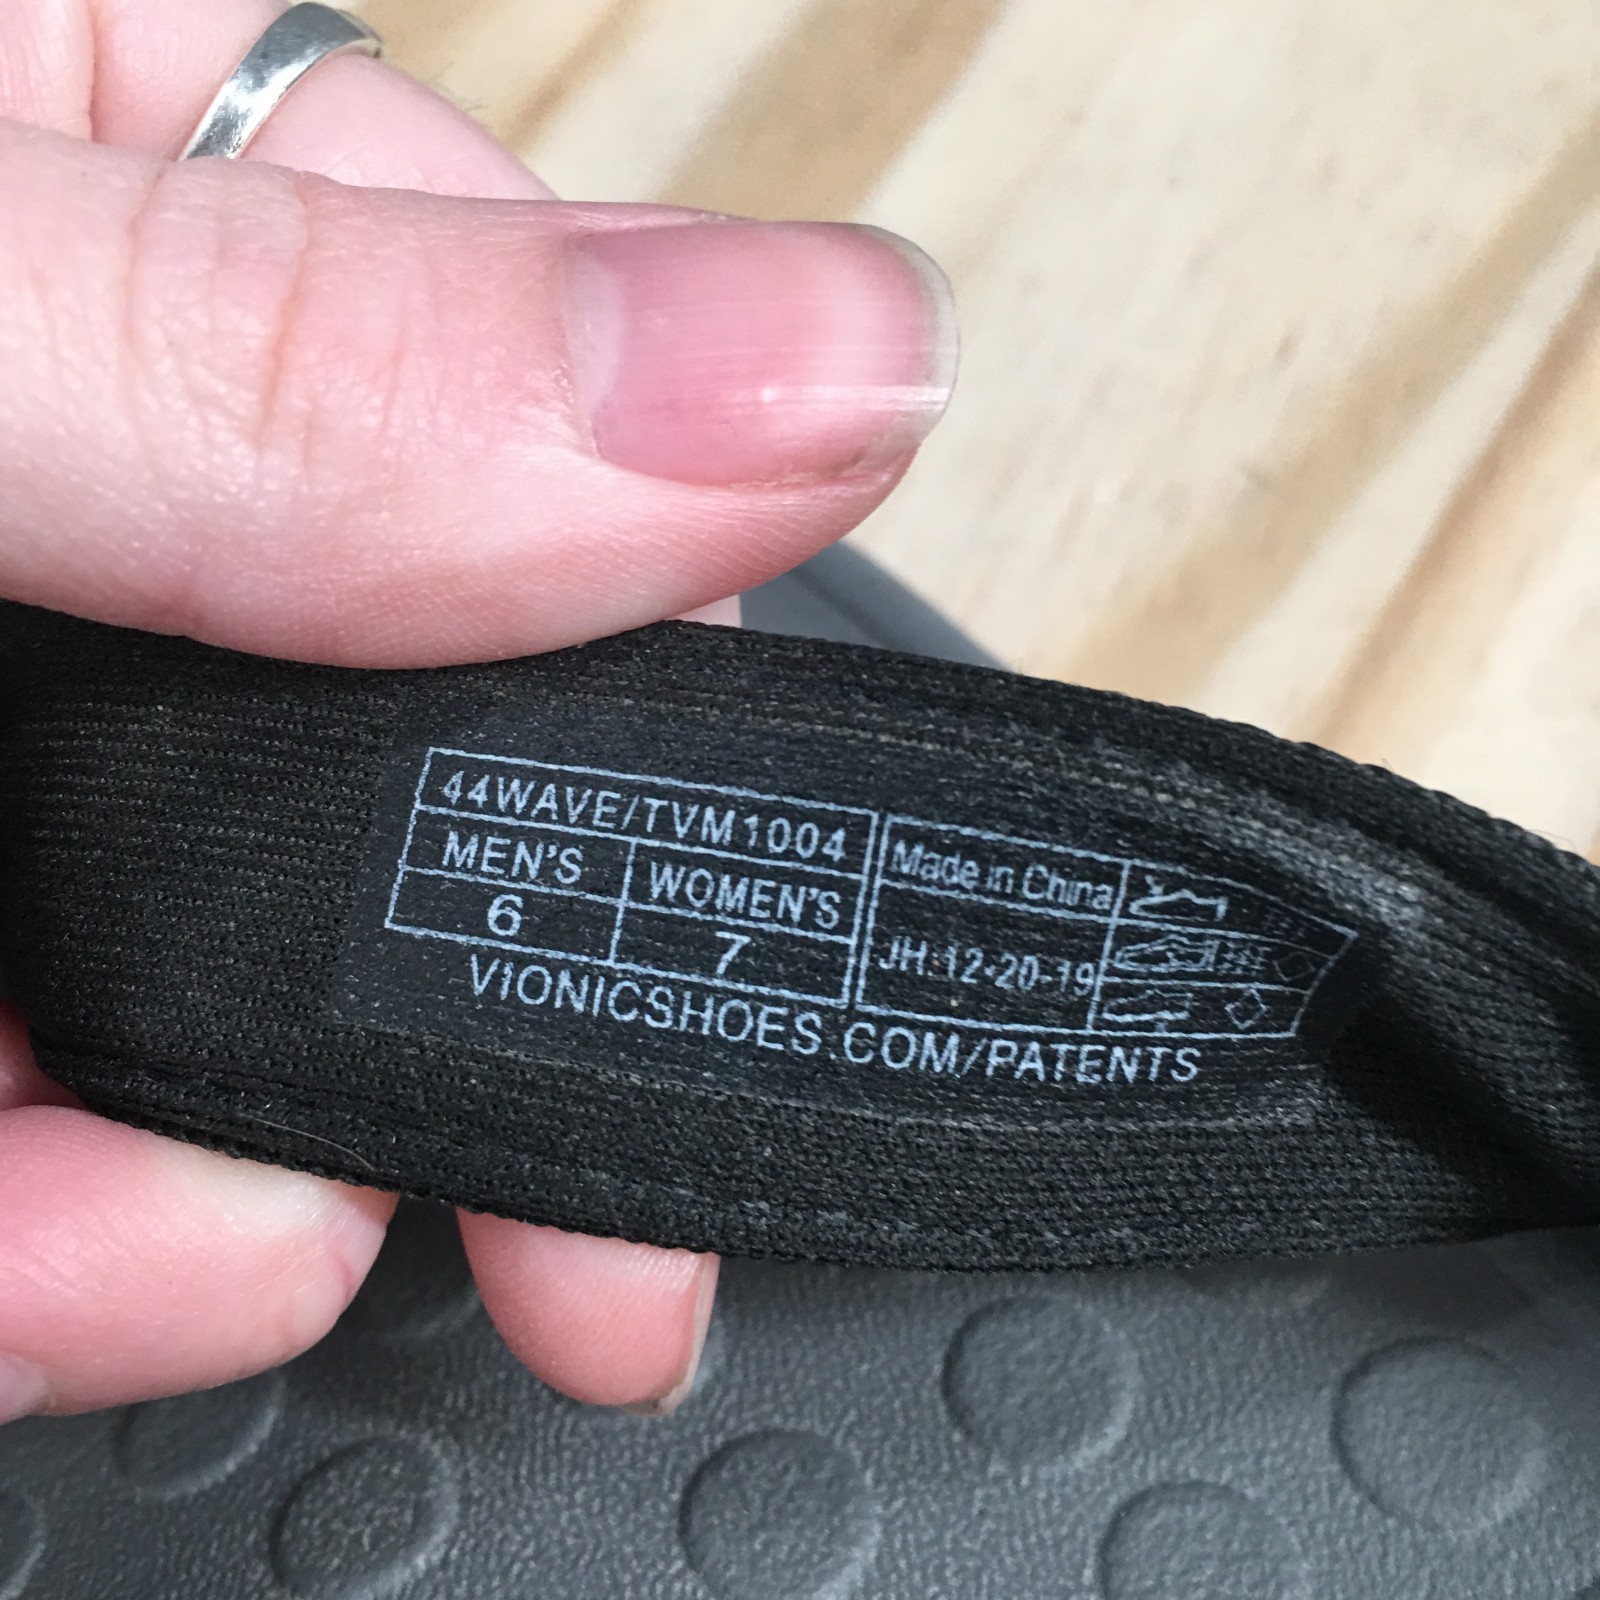 44WAVE/TVM1004
MEN'S WOMEN'S
6 7
Made in China
JH:12-20-19
VIONICSHOES.COM/PATENTS